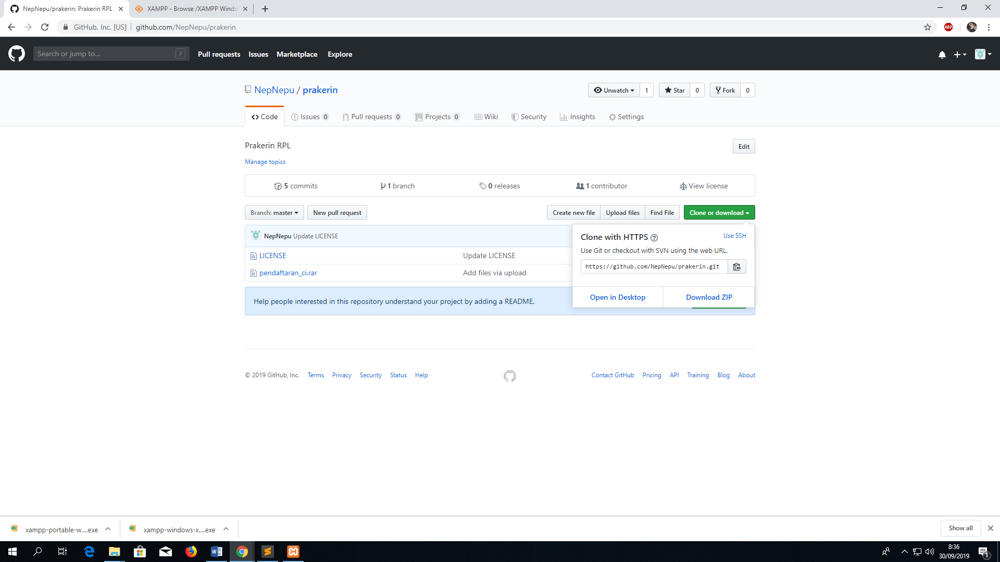 NepNepu/prakerin: Prakerin RPL
XAMPP - Browse /XAMPP Windo
GitHub, Inc. [US]
github.com/NepNepu/prakerin
ABP
Search or jump to...
/
Pull requests
Issues
Marketplace
Explore
NepNepu / prakerin
Unwatch 1
Star 0
Fork 0
Code
Issues 0
Pull requests 0
Projects 0
Wiki
Security
Insights
Settings
Prakerin RPL
Edit
Manage topics
5 commits
1 branch
0 releases
1 contributor
View license
Branch: master
New pull request
Create new file
Upload files
Find File
Clone or download
NepNepu Update LICENSE
LICENSE
Update LICENSE
pendaftaran_ci.rar
Add files via upload
Clone with HTTPS
Use SSH
Use Git or checkout with SVN using the web URL.
https://github.com/NepNepu/prakerin.git
Open in Desktop
Download ZIP
Help people interested in this repository understand your project by adding a README.
© 2019 GitHub, Inc.
Terms
Privacy
Security
Status
Help
Contact GitHub
Pricing
API
Training
Blog
About
xampp-portable-w....exe
xampp-windows-x....exe
Show all
8:36
30/09/2019
1